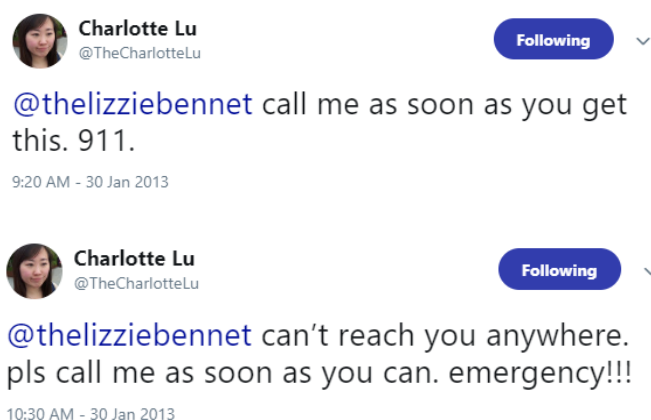 Charlotte Lu
@TheCharlotteLu
Following
@thelizziebennet call me as soon as you get
this. 911.
9:20 AM - 30 Jan 2013
Charlotte Lu
@TheCharlotteLu
Following
@thelizziebennet can’t reach you anywhere.
pls call me as soon as you can. emergency!!!
10:30 AM - 30 Jan 2013